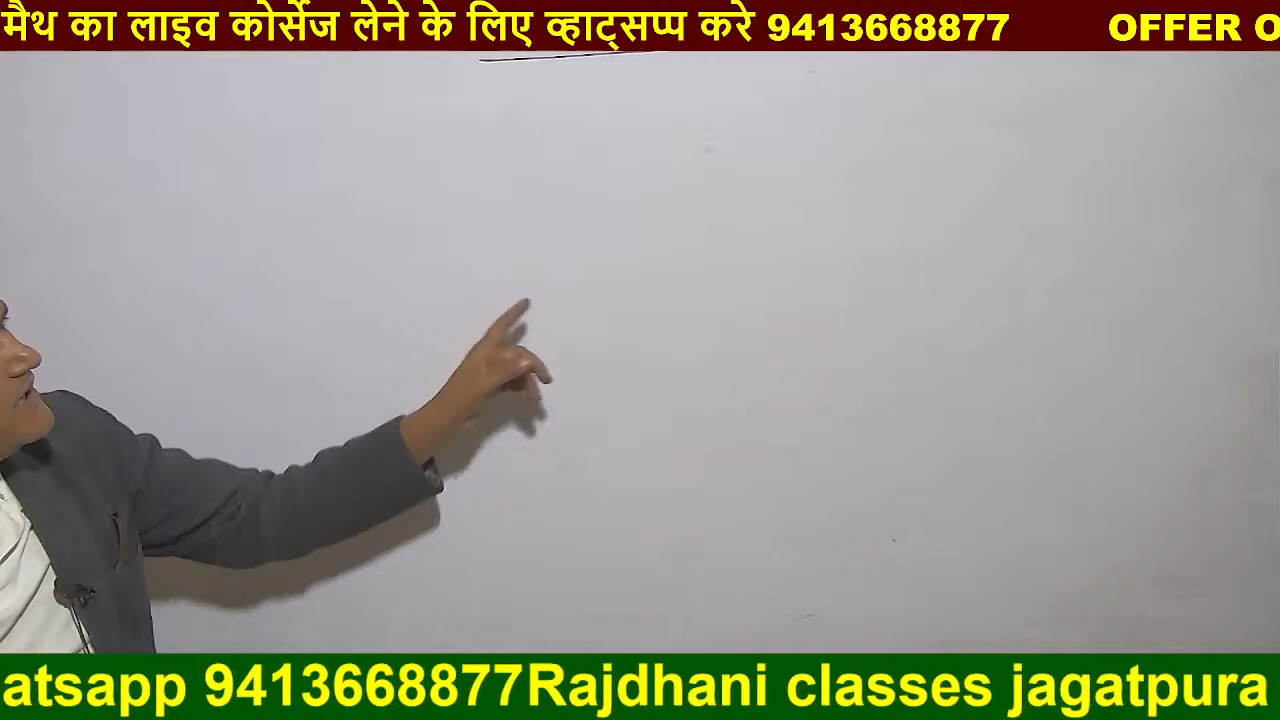 मैथ का लाइव कोर्सेज लेने के लिए व्हाट्सप्प करे 9413668877 OFFER O
atsapp 9413668877Rajdhani classes jagatpura